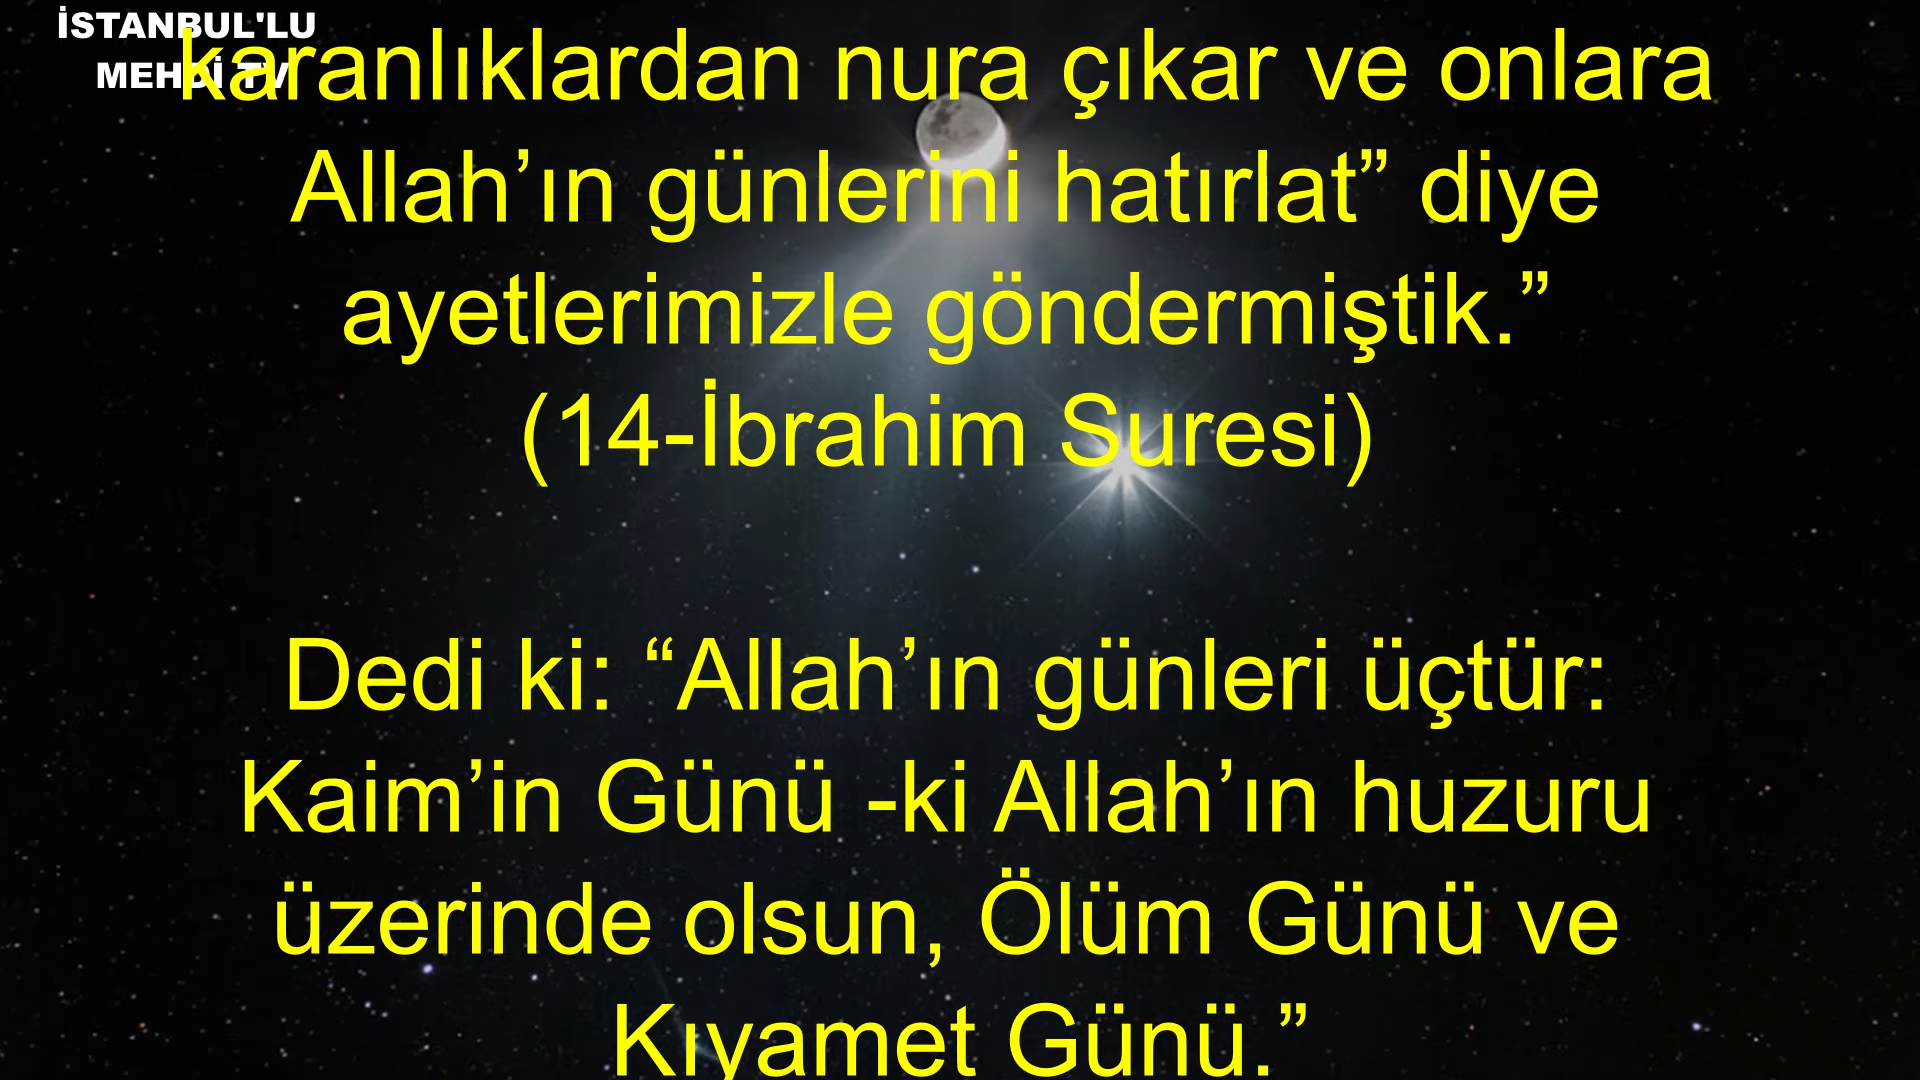 İSTANBUL'LU
MEHDİ TV
karanlıklardan nura çıkar ve onlara
Allah’ın günlerini hatırlat” diye
ayetlerimizle göndermiştik.”
(14-İbrahim Suresi)
Dedi ki: “Allah’ın günleri üçtür:
Kaim’in Günü -ki Allah’ın huzuru
üzerinde olsun, Ölüm Günü ve
Kıyamet Günü.”